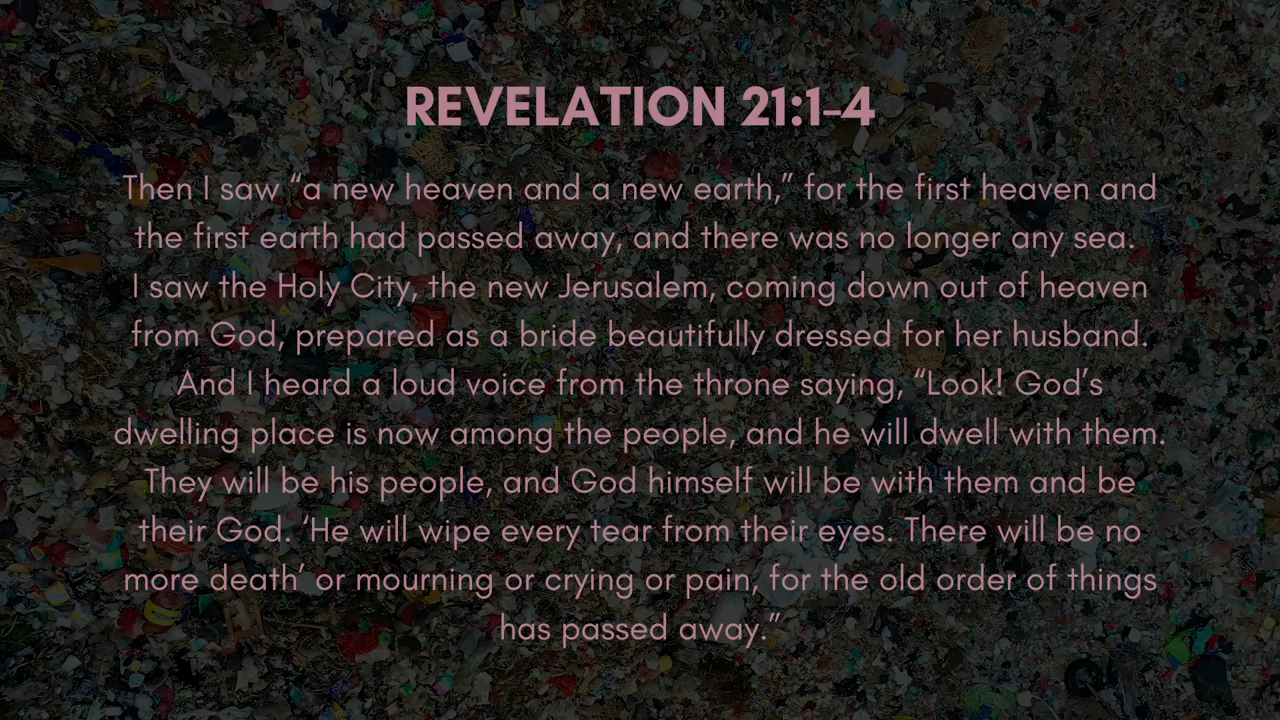 REVELATION 21:1-4
Then I saw “a new heaven and a new earth,” for the first heaven and
the first earth had passed away, and there was no longer any sea.
I saw the Holy City, the new Jerusalem, coming down out of heaven
from God, prepared as a bride beautifully dressed for her husband.
And I heard a loud voice from the throne saying, “Look! God’s
dwelling place is now among the people, and he will dwell with them.
They will be his people, and God himself will be with them and be
their God. ‘He will wipe every tear from their eyes. There will be no
more death’ or mourning or crying or pain, for the old order of things
has passed away.”